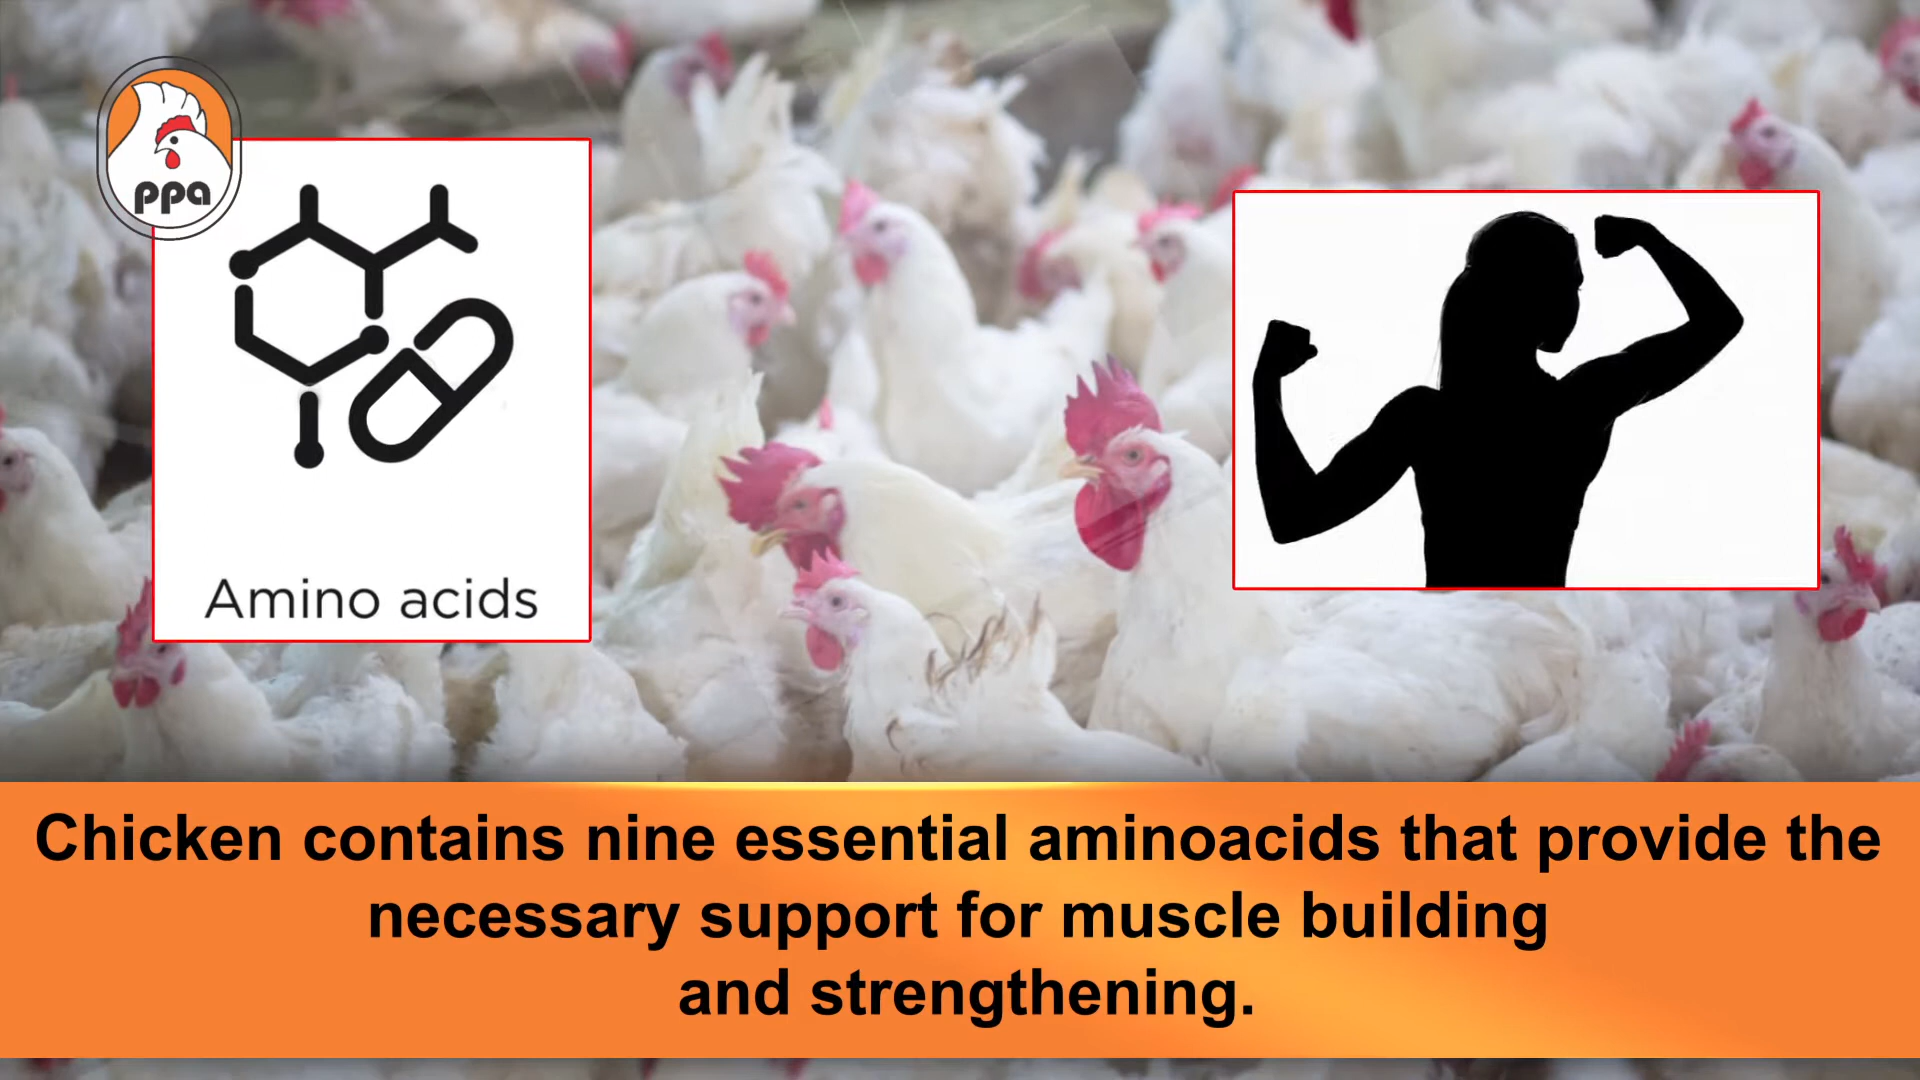 ppa
Amino acids
Chicken contains nine essential aminoacids that provide the
necessary support for muscle building
and strengthening.